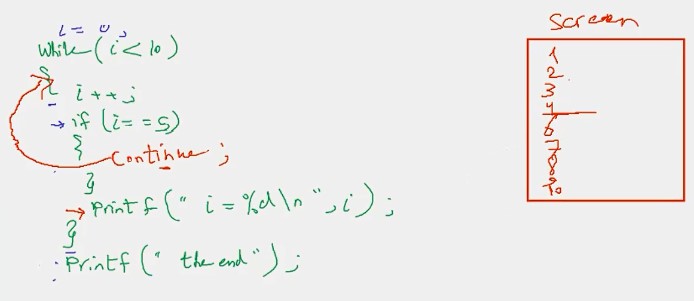 i = 0;
while (i < 10)
{
i++;
if (i == 5)
{
continue;
}
printf (" i = %d\n", i);
}
printf (" the end");
screen
1
2
3
4
6
7
8
9
10